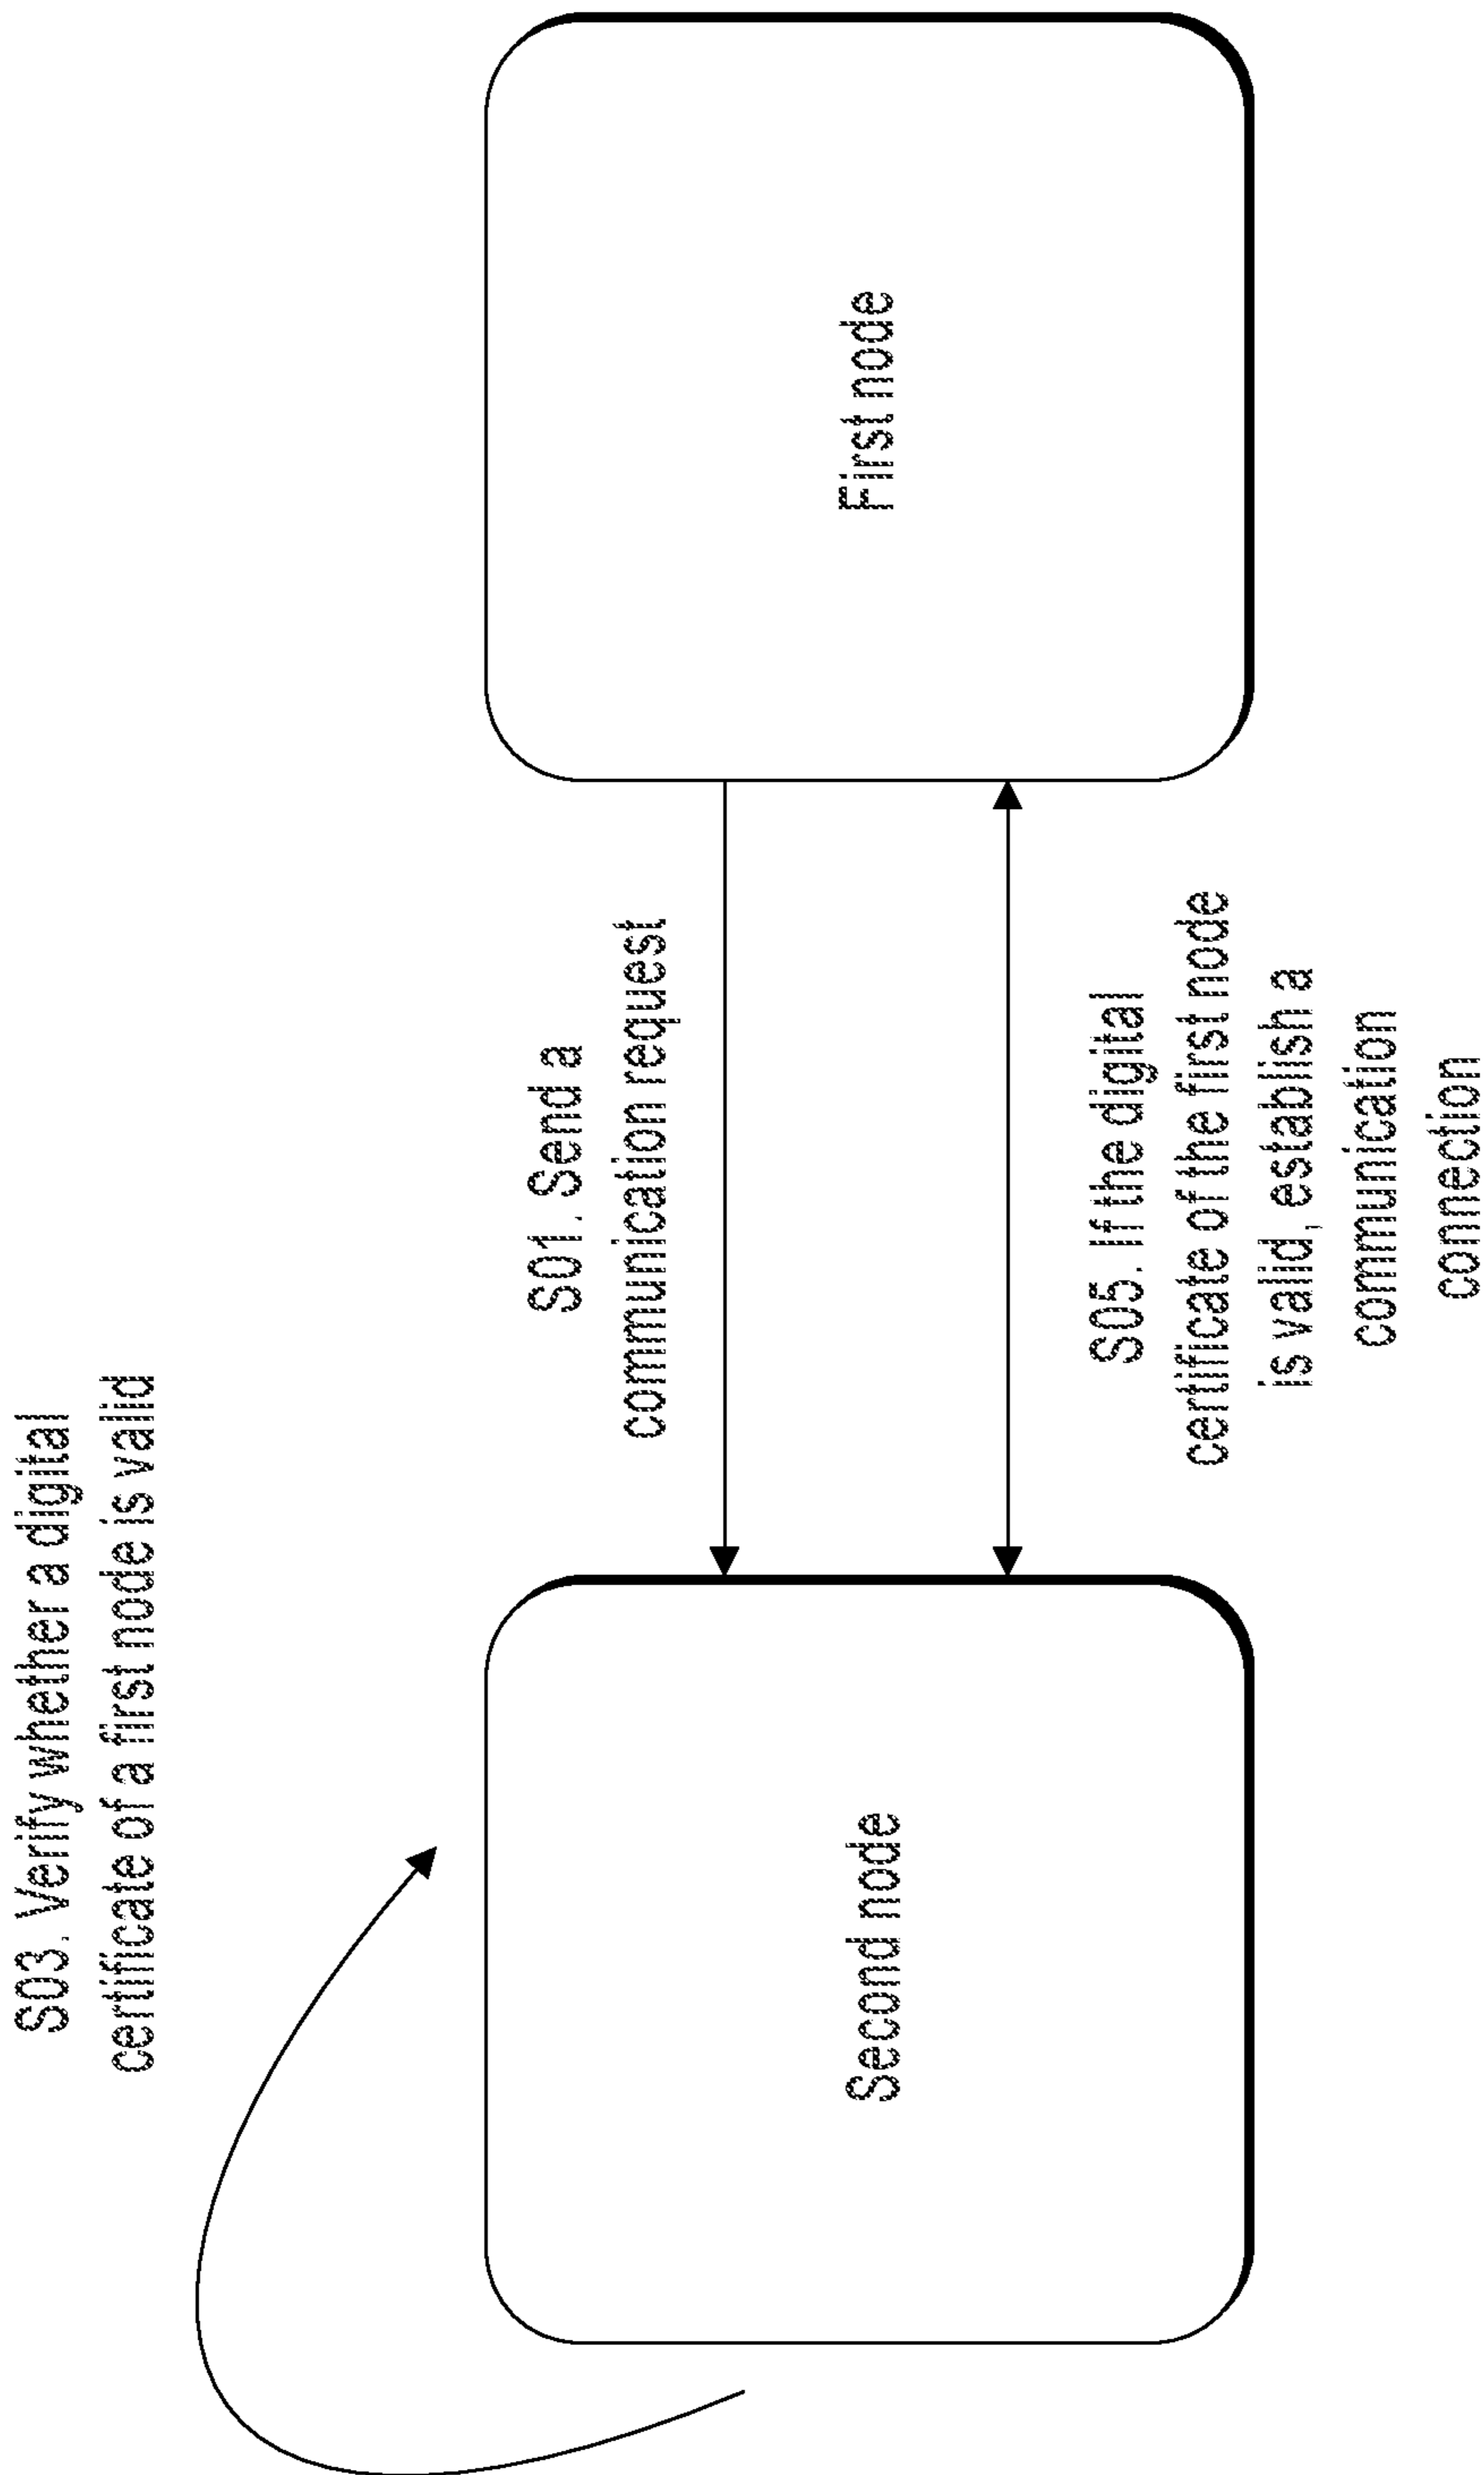 S03. Verify whether a digital
certificate of a first node is valid
S01. Send a
communication request
Second node
First node
S05. If the digital
certificate of the first node
is valid, establish a
communication
connection